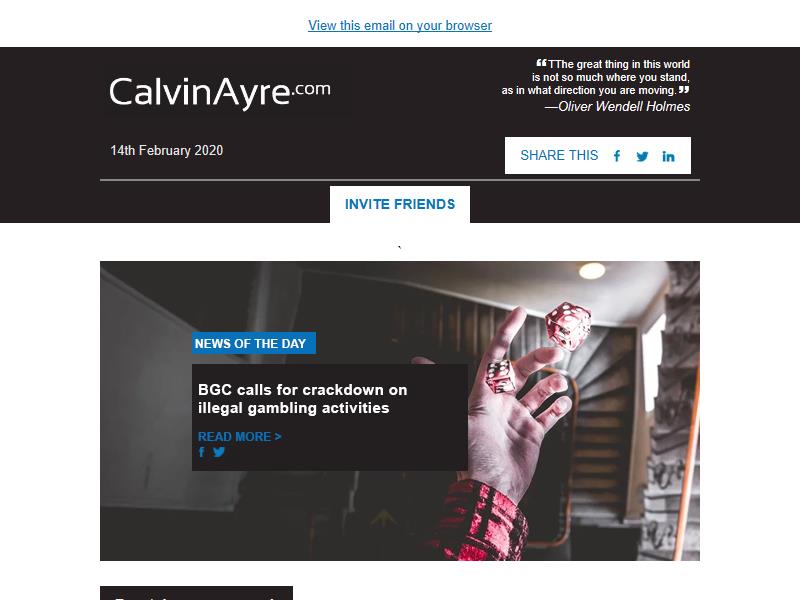 View this email on your browser
CalvinAyre.com
❝TThe great thing in this world
is not so much where you stand,
as in what direction you are moving.❞
—Oliver Wendell Holmes
14th February 2020
SHARE THIS
INVITE FRIENDS
`
NEWS OF THE DAY
BGC calls for crackdown on
illegal gambling activities
READ MORE >